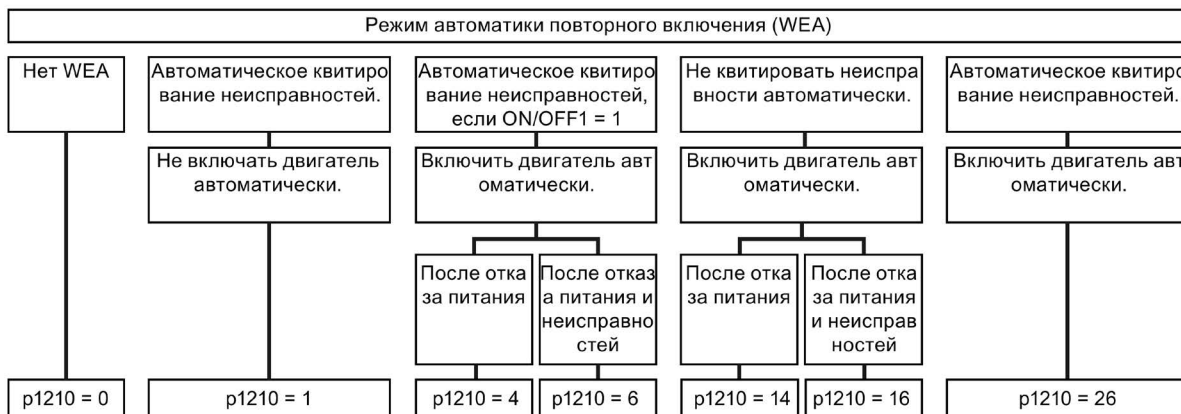 Режим автоматики повторного включения (WEA)
Нет WEA
Автоматическое квитиро
вание неисправностей.
Автоматическое квитиро
вание неисправностей,
если ON/OFF1 = 1
Не квитировать неиспра
вности автоматически.
Автоматическое квитиро
вание неисправностей.
Не включать двигатель
автоматически.
Включить двигатель авт
оматически.
Включить двигатель авт
оматически.
Включить двигатель авт
оматически.
После отка
за питания
После отказ
а питания и
неисправно
стей
После отка
за питания
После отка
за питания
и неисправ
ностей
p1210 = 0
p1210 = 1
p1210 = 4
p1210 = 6
p1210 = 14
p1210 = 16
p1210 = 26